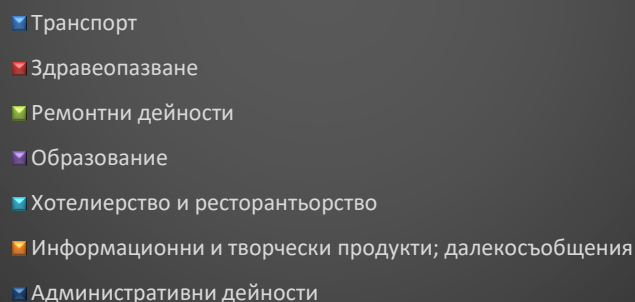 Транспорт
Здравеопазване
Ремонтни дейности
Образование
Хотелиерство и ресторантьорство
Информационни и творчески продукти; далекосъобщения
Административни дейности